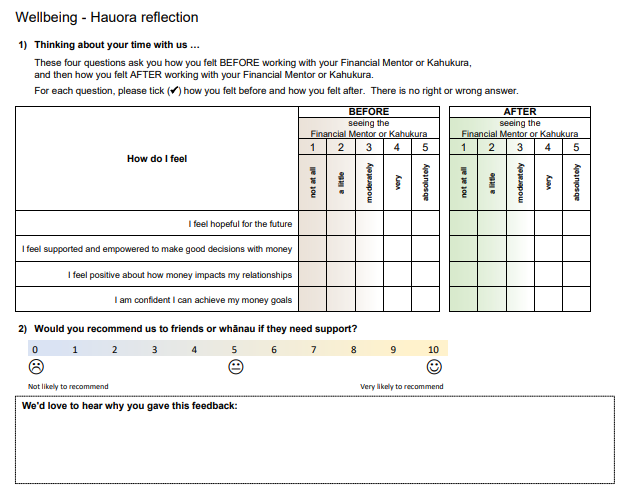 Wellbeing - Hauora reflection
1) Thinking about your time with us ...
These four questions ask you how you felt BEFORE working with your Financial Mentor or Kahukura,
and then how you felt AFTER working with your Financial Mentor or Kahukura.
For each question, please tick (✓) how you felt before and how you felt after. There is no right or wrong answer.
How do I feel
BEFORE
seeing the
Financial Mentor or Kahukura
1 2 3 4 5
not at all
a little
moderately
very
absolutely
AFTER
seeing the
Financial Mentor or Kahukura
1 2 3 4 5
not at all
a little
moderately
very
absolutely
I feel hopeful for the future
I feel supported and empowered to make good decisions with money
I feel positive about how money impacts my relationships
I am confident I can achieve my money goals
2) Would you recommend us to friends or whānau if they need support?
0 1 2 3 4 5 6 7 8 9 10
Not likely to recommend
Very likely to recommend
We'd love to hear why you gave this feedback: